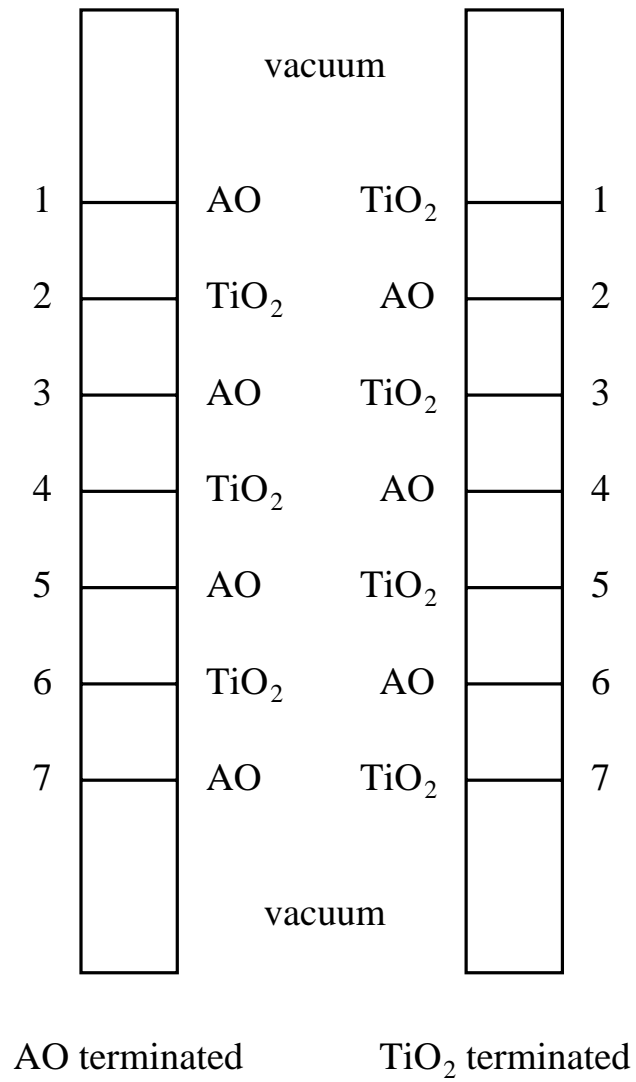 vacuum
1 AO TiO₂ 1
2 TiO₂ AO 2
3 AO TiO₂ 3
4 TiO₂ AO 4
5 AO TiO₂ 5
6 TiO₂ AO 6
7 AO TiO₂ 7
vacuum
AO terminated TiO₂ terminated